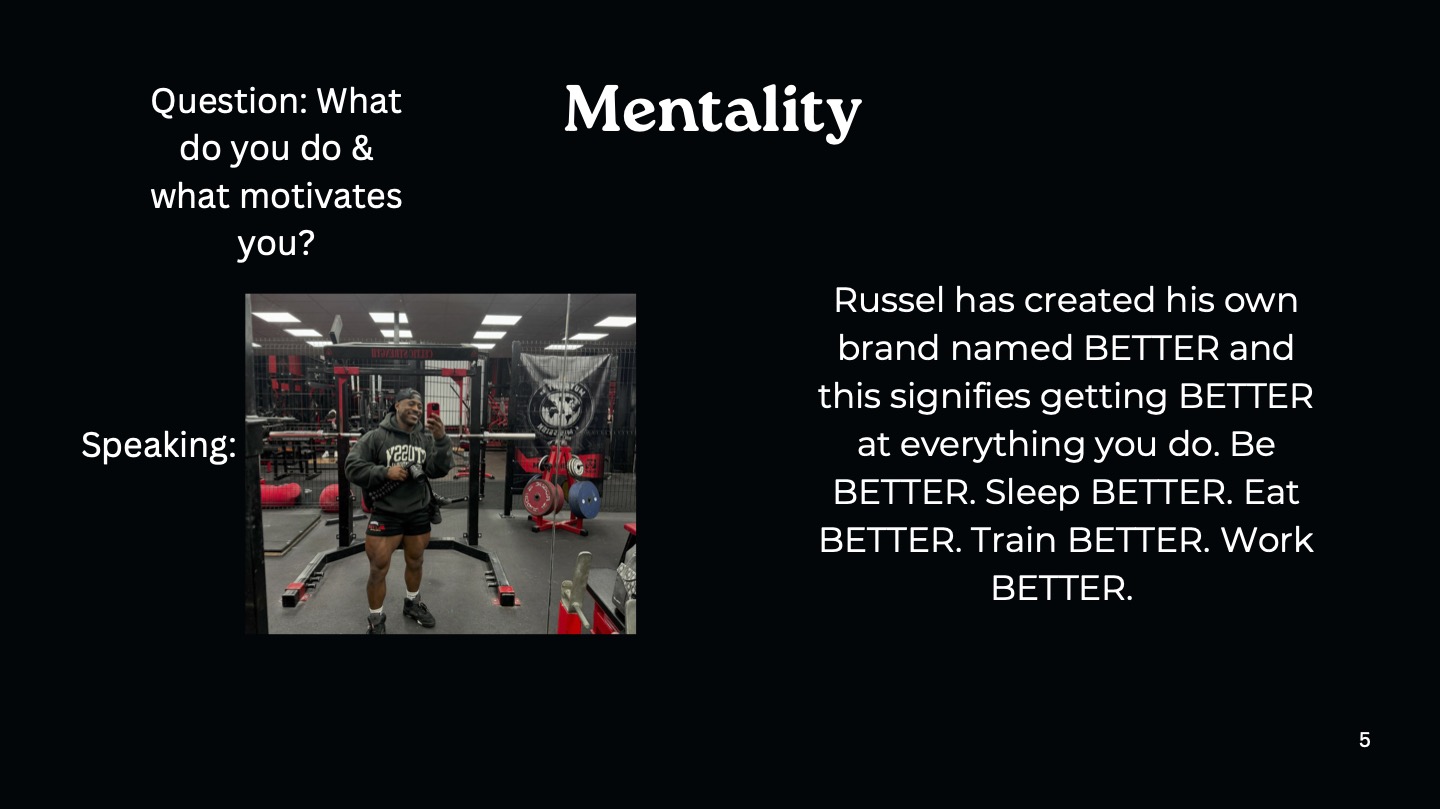 Question: What
do you do &
what motivates
you?
Mentality
Speaking:
Russel has created his own
brand named BETTER and
this signifies getting BETTER
at everything you do. Be
BETTER. Sleep BETTER. Eat
BETTER. Train BETTER. Work
BETTER.
5